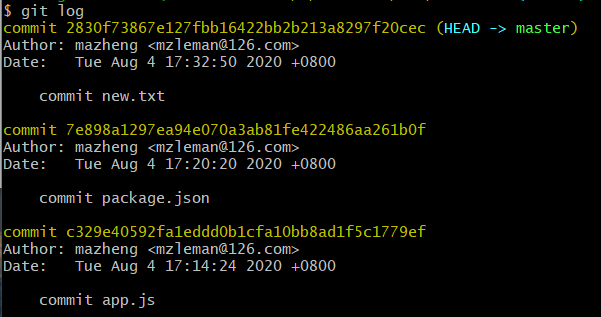 $ git log
commit 2830f73867e127fbb16422bb2b213a8297f20cec (HEAD -> master)
Author: mazheng <mzleman@126.com>
Date:   Tue Aug 4 17:32:50 2020 +0800
commit new.txt
commit 7e898a1297ea94e070a3ab81fe422486aa261b0f
Author: mazheng <mzleman@126.com>
Date:   Tue Aug 4 17:20:20 2020 +0800
commit package.json
commit c329e40592fa1eddd0b1cfa10bb8ad1f5c1779ef
Author: mazheng <mzleman@126.com>
Date:   Tue Aug 4 17:14:24 2020 +0800
commit app.js